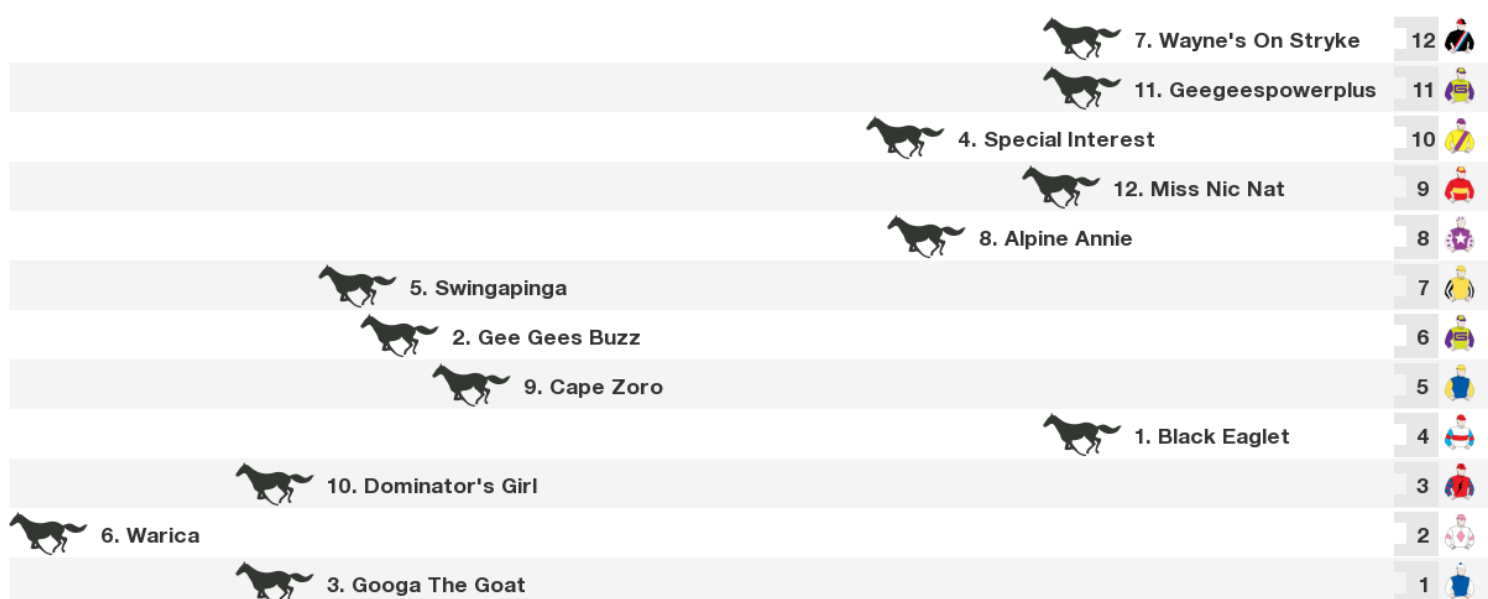 7. Wayne's On Stryke 12
11. Geegeespowerplus 11
4. Special Interest 10
12. Miss Nic Nat 9
8. Alpine Annie 8
5. Swingapinga 7
2. Gee Gees Buzz 6
9. Cape Zoro 5
1. Black Eaglet 4
10. Dominator's Girl 3
6. Warica 2
3. Googa The Goat 1